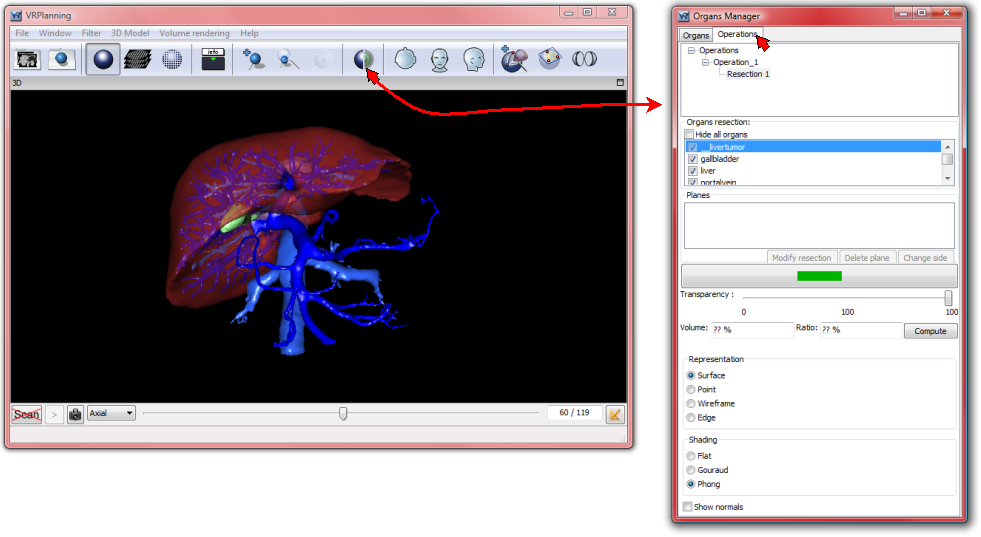 VRPlanning
File Window Filter 3D Model Volume rendering Help
info
3D
Scan > Axial 60 / 119
Organs Manager
Organs Operations
Operations
Operation_1
Resection 1
Organs resection:
Hide all organs
__livertumor
gallbladder
liver
portalvein
Planes
Modify resection Delete plane Change side
Transparency :
0 100 100
Volume: ?? % Ratio: ?? % Compute
Representation
Surface
Point
Wireframe
Edge
Shading
Flat
Gouraud
Phong
Show normals